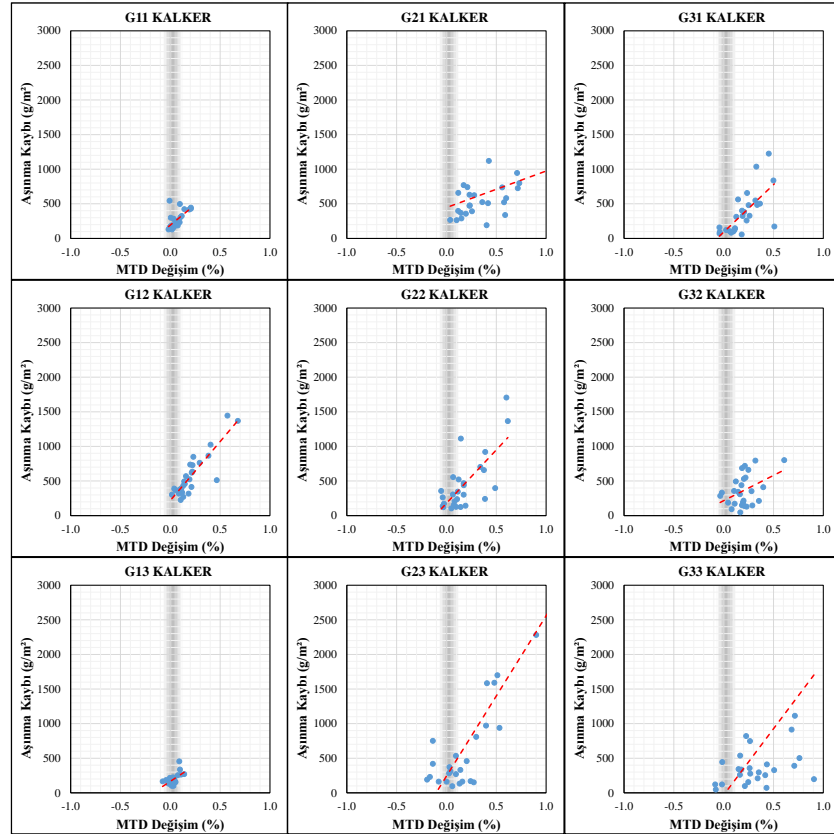 G11 KALKER
Aşınma Kaybı (g/m²)
3000
2500
2000
1500
1000
500
0
-1.0 -0.5 0.0 0.5 1.0
MTD Değişim (%)
G21 KALKER
Aşınma Kaybı (g/m²)
3000
2500
2000
1500
1000
500
0
-1.0 -0.5 0.0 0.5 1.0
MTD Değişim (%)
G31 KALKER
Aşınma Kaybı (g/m²)
3000
2500
2000
1500
1000
500
0
-1.0 -0.5 0.0 0.5 1.0
MTD Değişim (%)
G12 KALKER
Aşınma Kaybı (g/m²)
3000
2500
2000
1500
1000
500
0
-1.0 -0.5 0.0 0.5 1.0
MTD Değişim (%)
G22 KALKER
Aşınma Kaybı (g/m²)
3000
2500
2000
1500
1000
500
0
-1.0 -0.5 0.0 0.5 1.0
MTD Değişim (%)
G32 KALKER
Aşınma Kaybı (g/m²)
3000
2500
2000
1500
1000
500
0
-1.0 -0.5 0.0 0.5 1.0
MTD Değişim (%)
G13 KALKER
Aşınma Kaybı (g/m²)
3000
2500
2000
1500
1000
500
0
-1.0 -0.5 0.0 0.5 1.0
MTD Değişim (%)
G23 KALKER
Aşınma Kaybı (g/m²)
3000
2500
2000
1500
1000
500
0
-1.0 -0.5 0.0 0.5 1.0
MTD Değişim (%)
G33 KALKER
Aşınma Kaybı (g/m²)
3000
2500
2000
1500
1000
500
0
-1.0 -0.5 0.0 0.5 1.0
MTD Değişim (%)